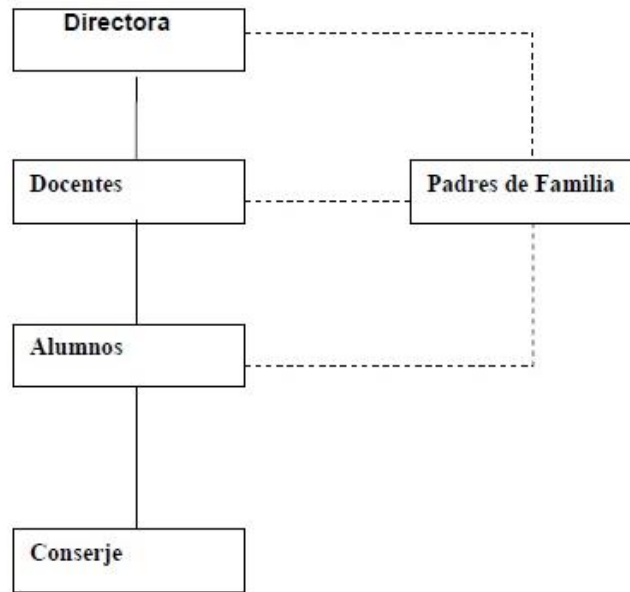 Directora
Docentes
Padres de Familia
Alumnos
Conserje